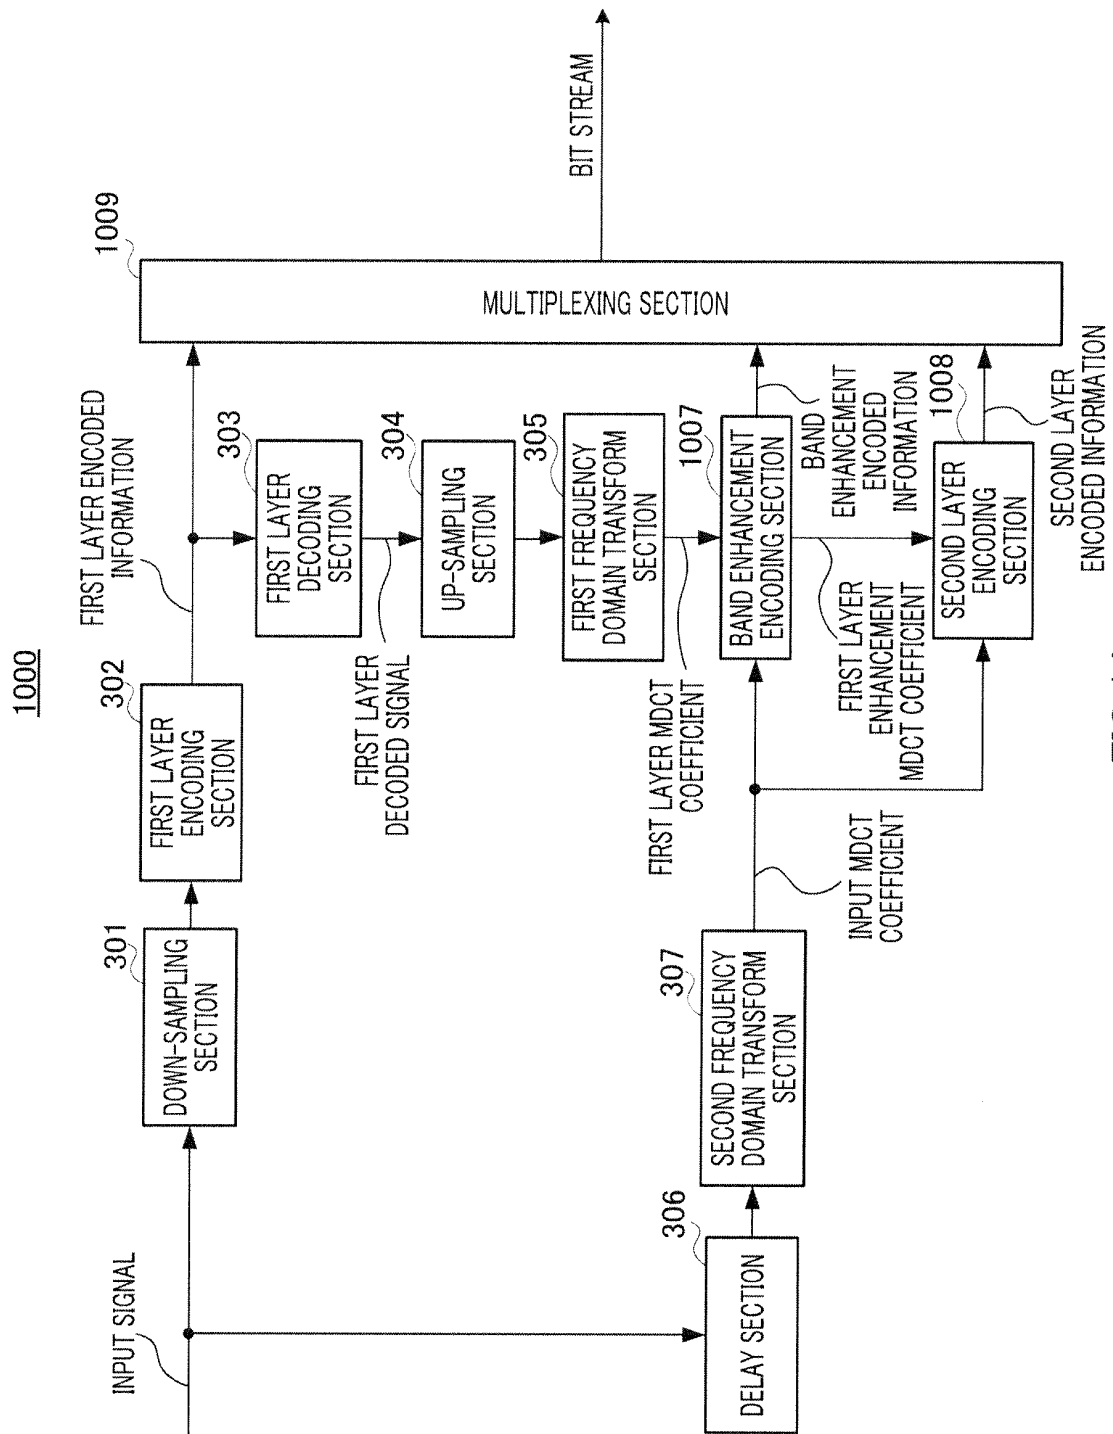 1000
INPUT SIGNAL
301
DOWN-SAMPLING
SECTION
302
FIRST LAYER
ENCODING
SECTION
FIRST LAYER ENCODED
INFORMATION
303
FIRST LAYER
DECODING
SECTION
FIRST LAYER
DECODED SIGNAL
304
UP-SAMPLING
SECTION
305
FIRST FREQUENCY
DOMAIN TRANSFORM
SECTION
FIRST LAYER MDCT
COEFFICIENT
306
DELAY SECTION
307
SECOND FREQUENCY
DOMAIN TRANSFORM
SECTION
INPUT MDCT
COEFFICIENT
1007
BAND ENHANCEMENT
ENCODING SECTION
BAND
ENHANCEMENT
ENCODED
INFORMATION
FIRST LAYER
ENHANCEMENT
MDCT COEFFICIENT
1008
SECOND LAYER
ENCODING
SECTION
SECOND LAYER
ENCODED INFORMATION
1009
MULTIPLEXING SECTION
BIT STREAM